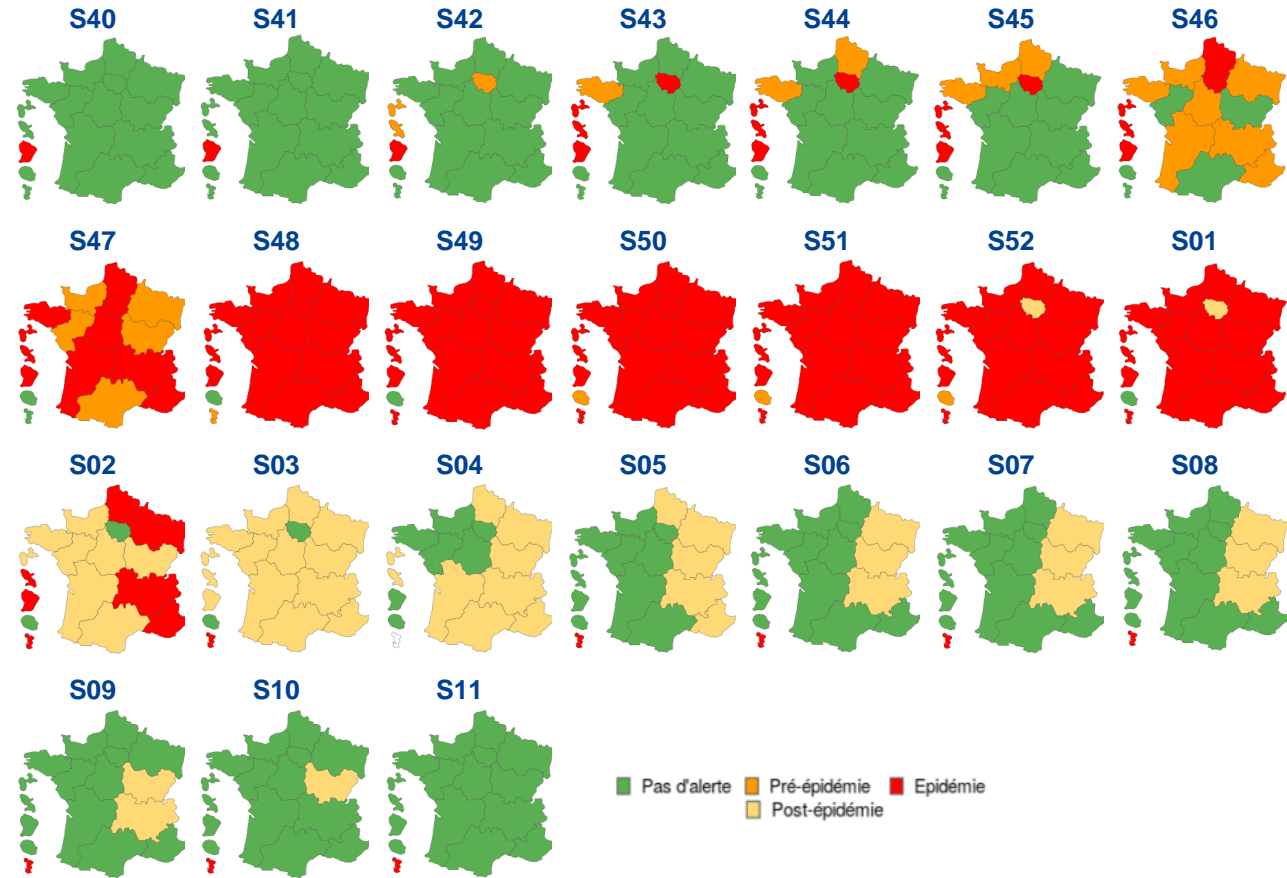 S40 S41 S42 S43 S44 S45 S46
S47 S48 S49 S50 S51 S52 S01
S02 S03 S04 S05 S06 S07 S08
S09 S10 S11
Pas d'alerte Pré-épidémie Epidémie
Post-épidémie